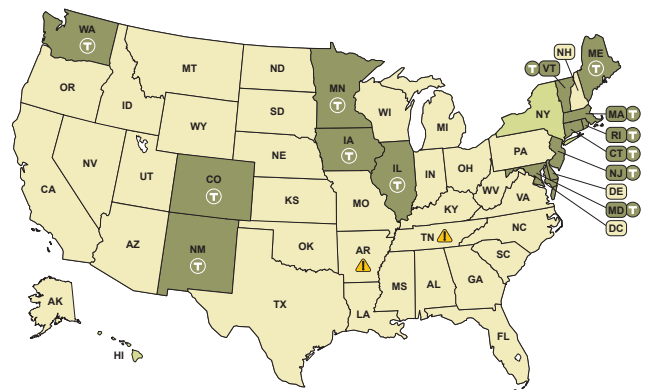 WA
T
MT
ND
MN
T
OR
ID
WY
SD
WI
MI
NH
ME
T
T
VT
NY
MA
T
RI
T
CT
T
NJ
T
DE
MD
T
DC
NV
UT
CO
T
NE
IA
T
IL
T
IN
OH
PA
CA
AZ
NM
T
KS
MO
KY
WV
VA
OK
AR
!
TN
!
NC
SC
TX
LA
MS
AL
GA
FL
AK
HI